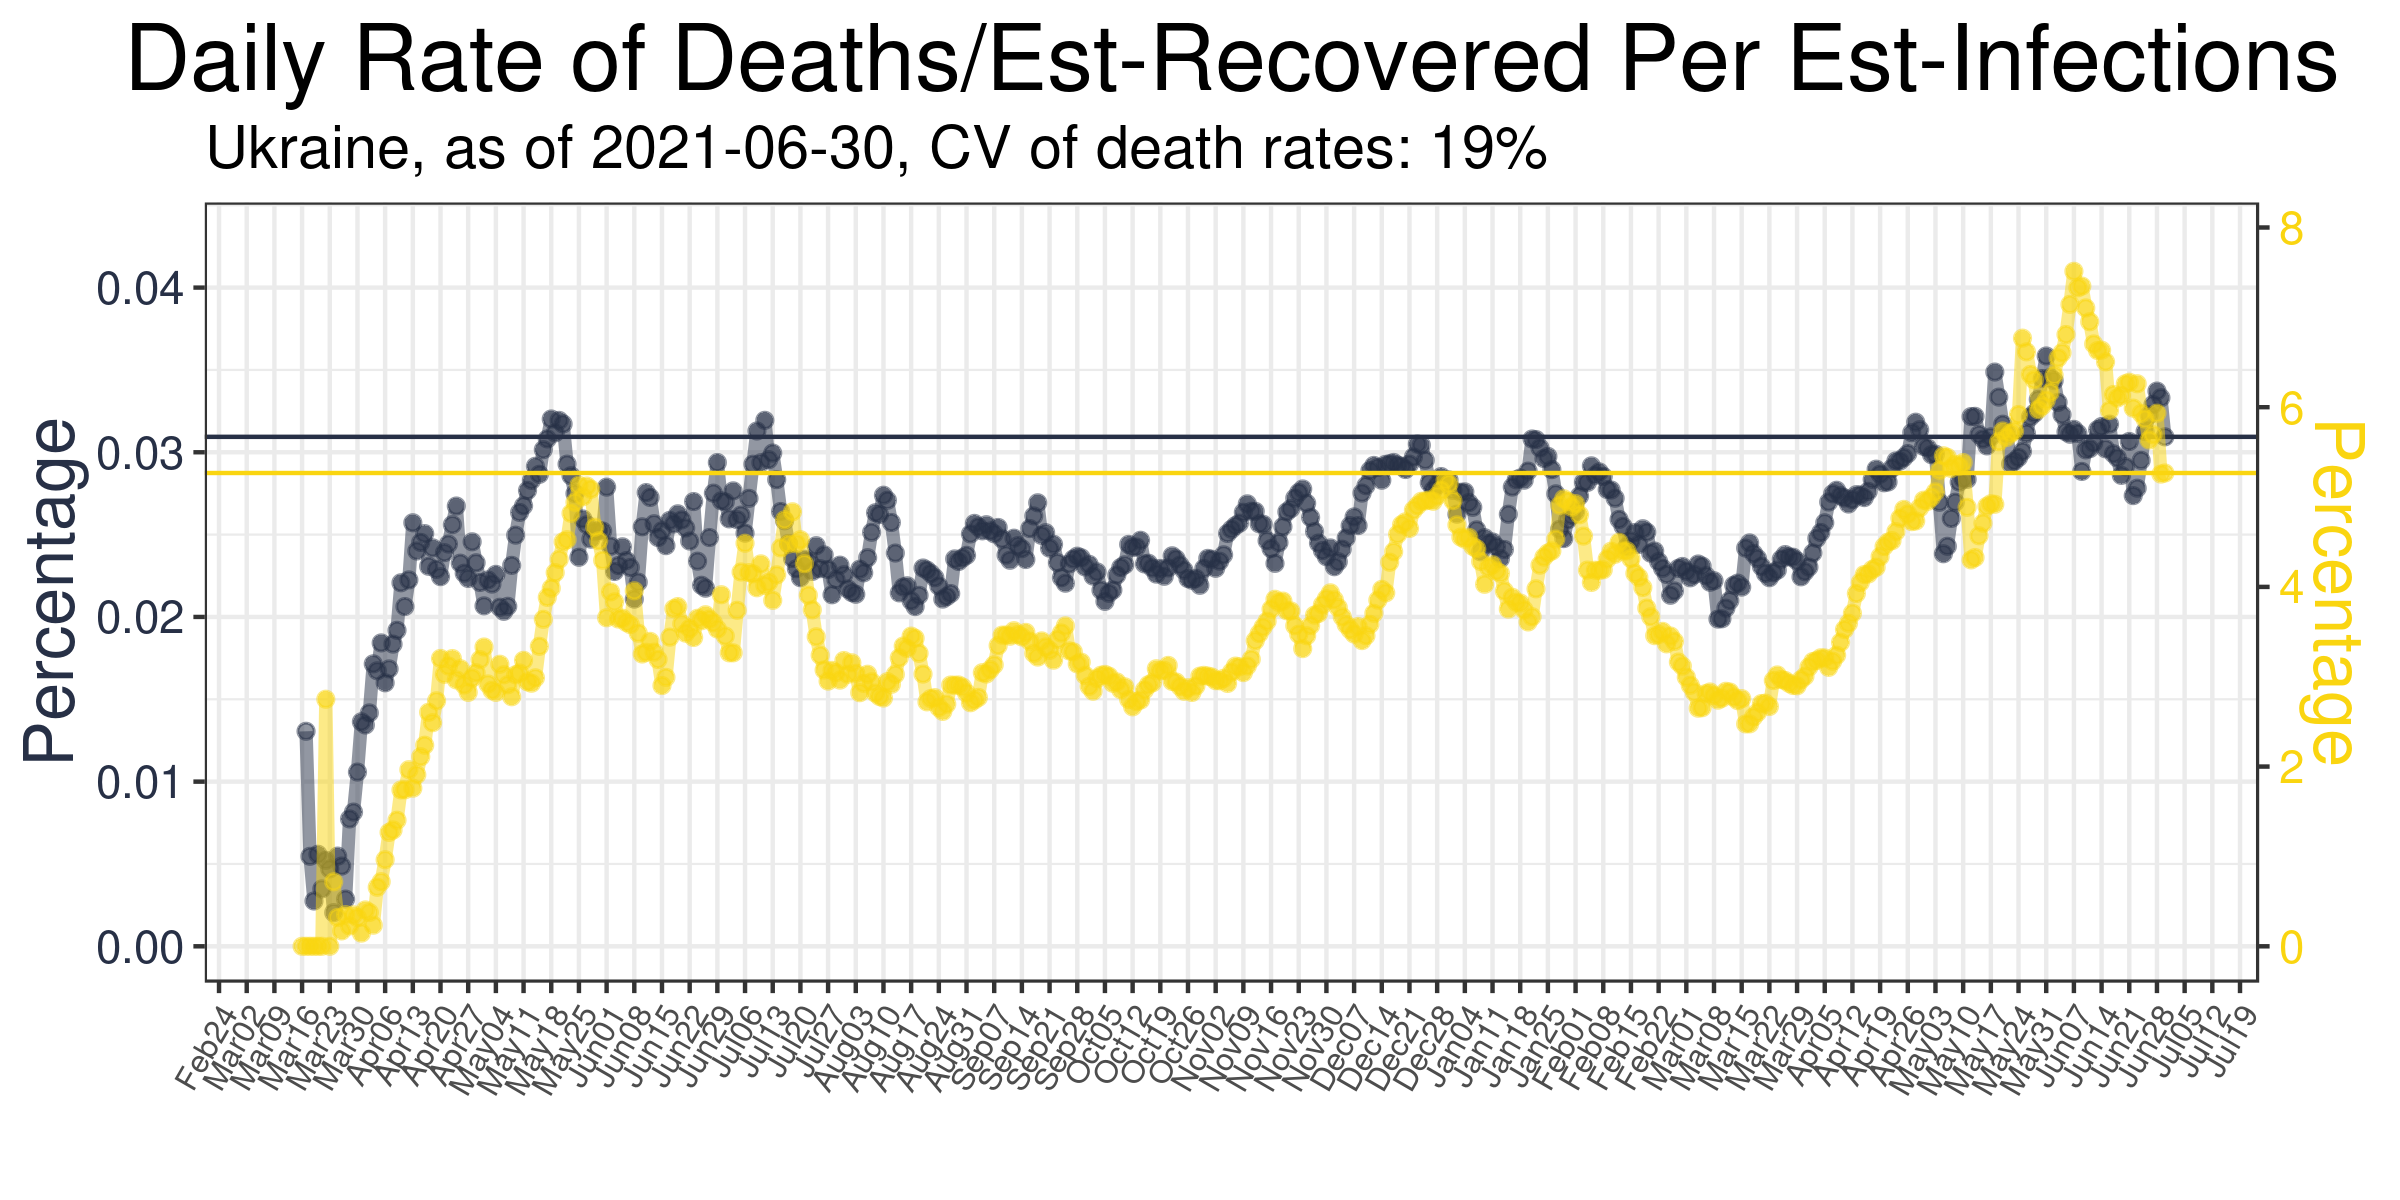 Daily Rate of Deaths/Est-Recovered Per Est-Infections
Ukraine, as of 2021-06-30, CV of death rates: 19%
Percentage
0.04
0.03
0.02
0.01
0.00
8
6
4
2
0
Percentage
Feb24
Mar02
Mar09
Mar16
Mar23
Mar30
Apr06
Apr13
Apr20
Apr27
May04
May11
May18
May25
Jun01
Jun08
Jun15
Jun22
Jun29
Jul06
Jul13
Jul20
Jul27
Aug03
Aug10
Aug17
Aug24
Aug31
Sep07
Sep14
Sep21
Sep28
Oct05
Oct12
Oct19
Oct26
Nov02
Nov09
Nov16
Nov23
Nov30
Dec07
Dec14
Dec21
Dec28
Jan04
Jan11
Jan18
Jan25
Feb01
Feb08
Feb15
Feb22
Mar01
Mar08
Mar15
Mar22
Mar29
Apr05
Apr12
Apr19
Apr26
May03
May10
May17
May24
May31
Jun07
Jun14
Jun21
Jun28
Jul05
Jul12
Jul19